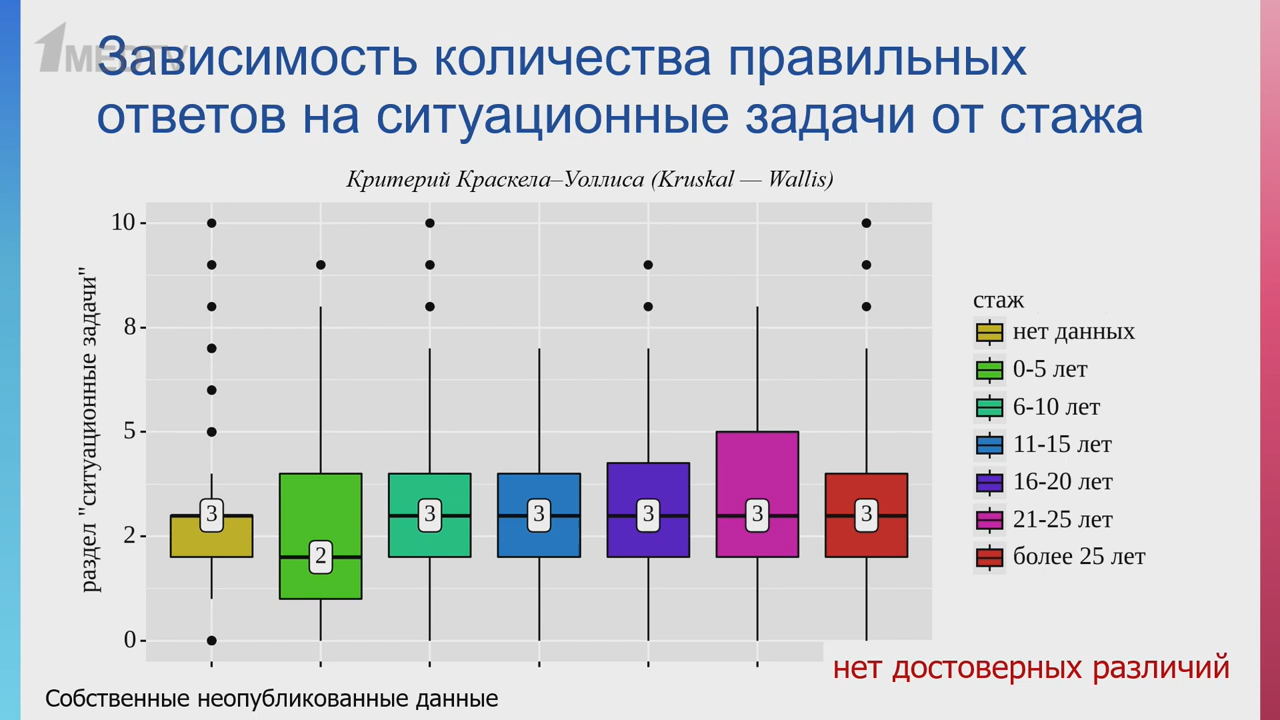 1МЕДTV
Зависимость количества правильных
ответов на ситуационные задачи от стажа
Критерий Краскела–Уоллиса (Kruskal — Wallis)
раздел "ситуационные задачи"
10
8
5
2
0
3
2
3
3
3
3
3
стаж
нет данных
0-5 лет
6-10 лет
11-15 лет
16-20 лет
21-25 лет
более 25 лет
нет достоверных различий
Собственные неопубликованные данные